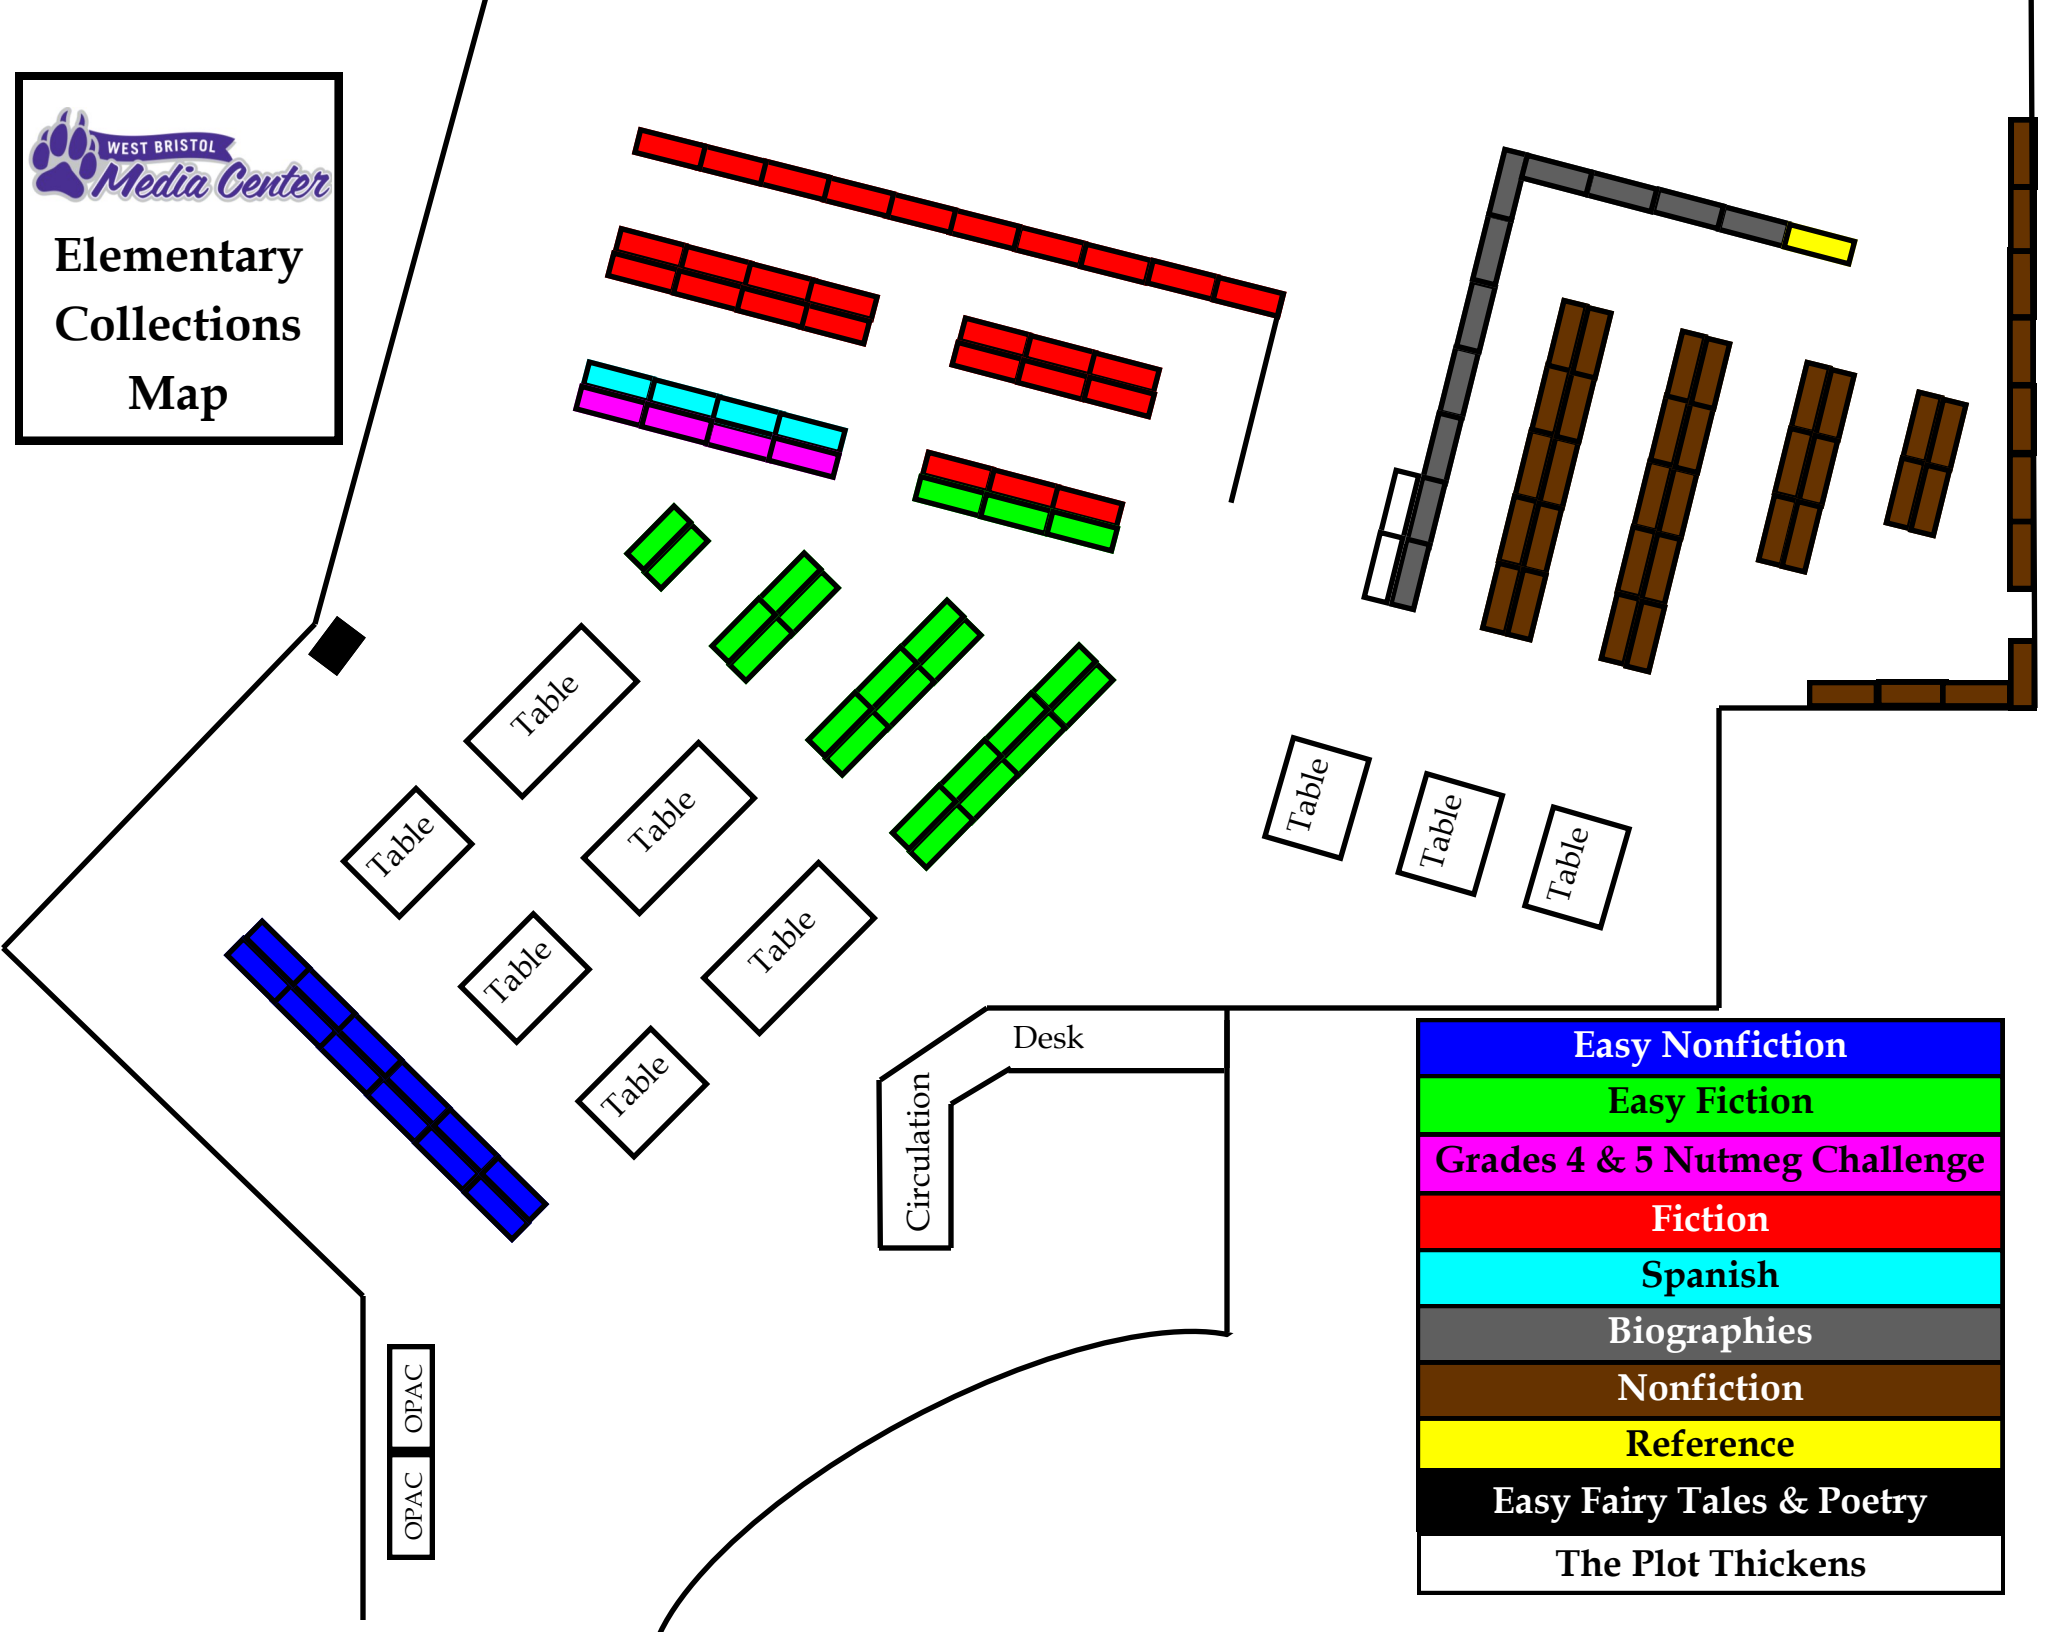 WEST BRISTOL
Media Center
Elementary
Collections
Map
Table
Table
Table
Table
Table
Table
Table
Table
Table
Desk
Circulation
OPAC
OPAC
Easy Nonfiction
Easy Fiction
Grades 4 & 5 Nutmeg Challenge
Fiction
Spanish
Biographies
Nonfiction
Reference
Easy Fairy Tales & Poetry
The Plot Thickens